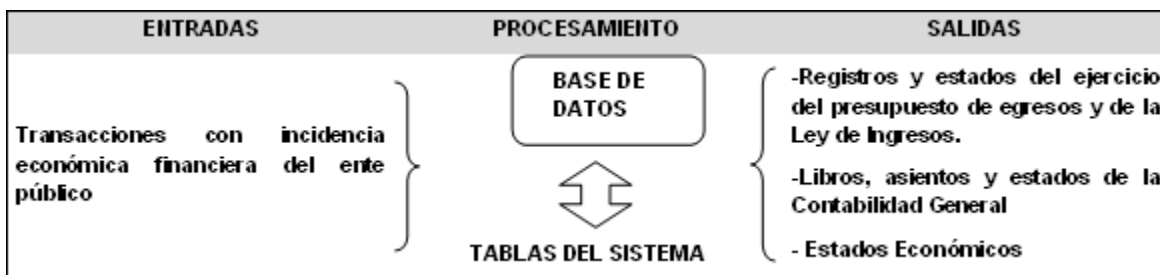 ENTRADAS
PROCESAMIENTO
SALIDAS
Transacciones con incidencia
económica financiera del ente
público
BASE DE
DATOS
TABLAS DEL SISTEMA
-Registros y estados del ejercicio
del presupuesto de egresos y de la
Ley de Ingresos.
-Libros, asientos y estados de la
Contabilidad General
- Estados Económicos